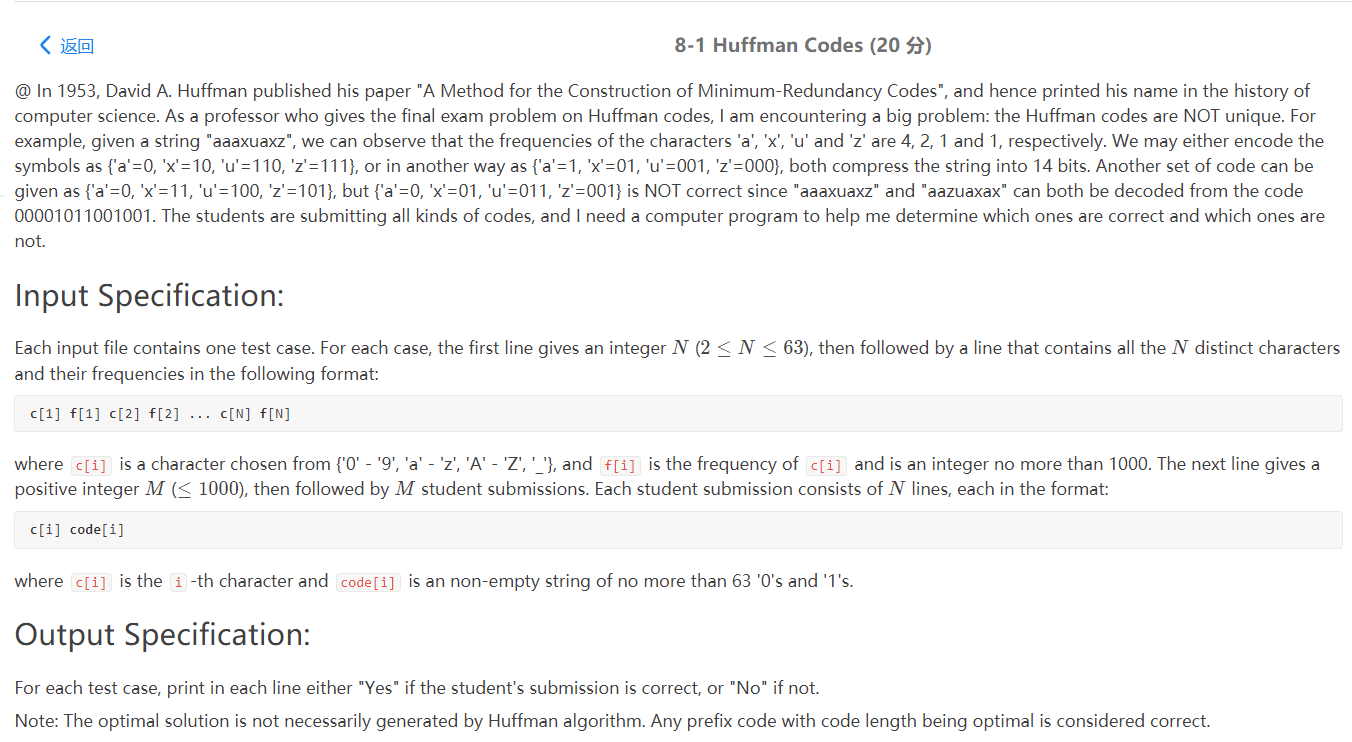 返回
8-1 Huffman Codes (20 分)
@ In 1953, David A. Huffman published his paper "A Method for the Construction of Minimum-Redundancy Codes", and hence printed his name in the history of
computer science. As a professor who gives the final exam problem on Huffman codes, I am encountering a big problem: the Huffman codes are NOT unique. For
example, given a string "aaaxuaxz", we can observe that the frequencies of the characters 'a', 'x', 'u' and 'z' are 4, 2, 1 and 1, respectively. We may either encode the
symbols as {'a'=0, 'x'=10, 'u'=110, 'z'=111}, or in another way as {'a'=1, 'x'=01, 'u'=001, 'z'=000}, both compress the string into 14 bits. Another set of code can be
given as {'a'=0, 'x'=11, 'u'=100, 'z'=101}, but {'a'=0, 'x'=01, 'u'=011, 'z'=001} is NOT correct since "aaaxuaxz" and "aazuaxax" can both be decoded from the code
00001011001001. The students are submitting all kinds of codes, and I need a computer program to help me determine which ones are correct and which ones are
not.
Input Specification:
Each input file contains one test case. For each case, the first line gives an integer N (2 ≤ N ≤ 63), then followed by a line that contains all the N distinct characters
and their frequencies in the following format:
c[1] f[1] c[2] f[2] ... c[N] f[N]
where c[i] is a character chosen from {'0' - '9', 'a' - 'z', 'A' - 'Z', '_'}, and f[i] is the frequency of c[i] and is an integer no more than 1000. The next line gives a
positive integer M (≤ 1000), then followed by M student submissions. Each student submission consists of N lines, each in the format:
c[i] code[i]
where c[i] is the i -th character and code[i] is an non-empty string of no more than 63 '0's and '1's.
Output Specification:
For each test case, print in each line either "Yes" if the student's submission is correct, or "No" if not.
Note: The optimal solution is not necessarily generated by Huffman algorithm. Any prefix code with code length being optimal is considered correct.